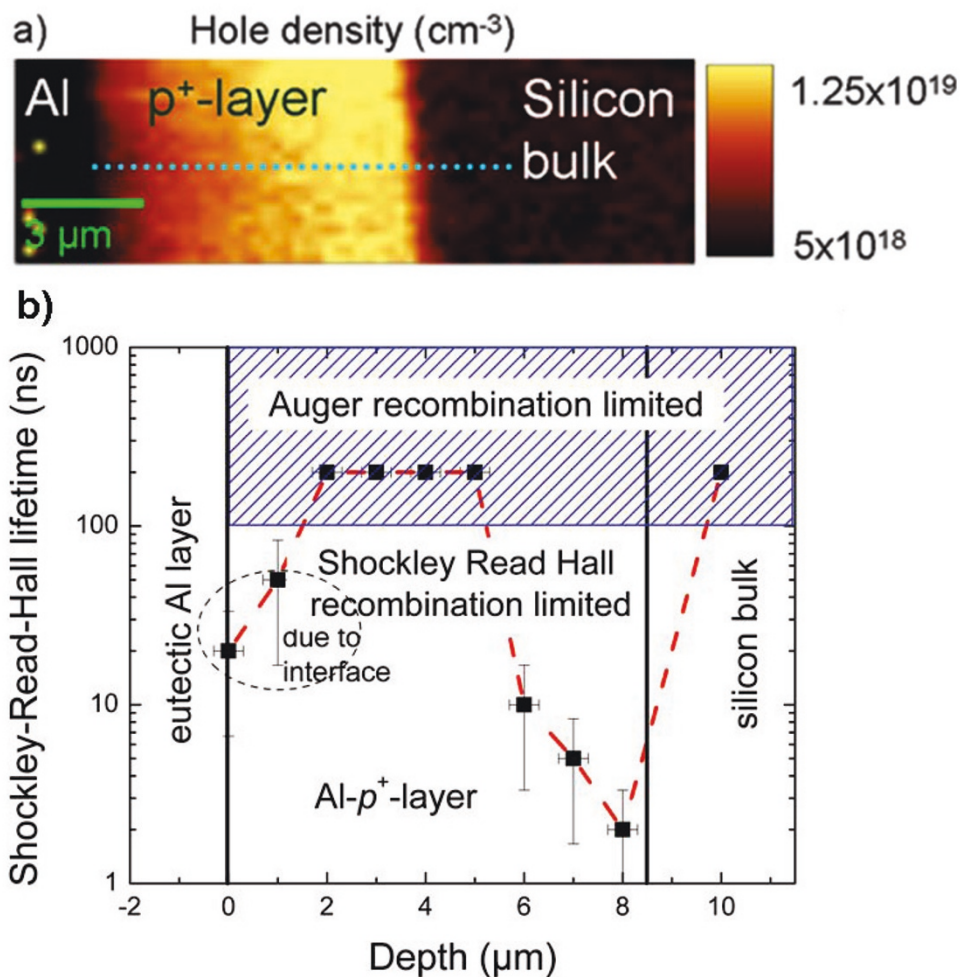 a)
Hole density (cm⁻³)
Al
p⁺-layer
Silicon
bulk
3 µm
1.25x10¹⁹
5x10¹⁸
b)
Shockley-Read-Hall lifetime (ns)
1000
100
10
1
Auger recombination limited
Shockley Read Hall
recombination limited
due to
interface
eutectic Al layer
Al-p⁺-layer
silicon bulk
-2 0 2 4 6 8 10
Depth (µm)